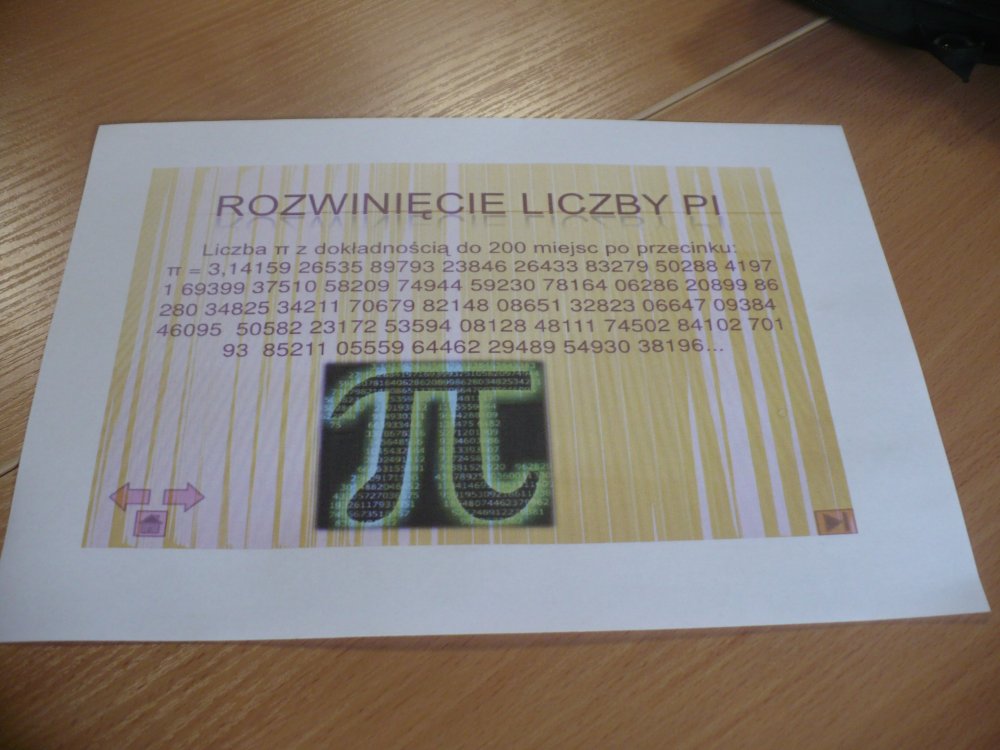 ROZWINIĘCIE LICZBY PI
Liczba π z dokładnością do 200 miejsc po przecinku:
π = 3,14159 26535 89793 23846 26433 83279 50288 4197
1 69399 37510 58209 74944 59230 78164 06286 20899 86
280 34825 34211 70679 82148 08651 32823 06647 09384
46095  50582 23172 53594 08128 48111 74502 84102 701
93  85211 05559 64462 29489 54930 38196...
π